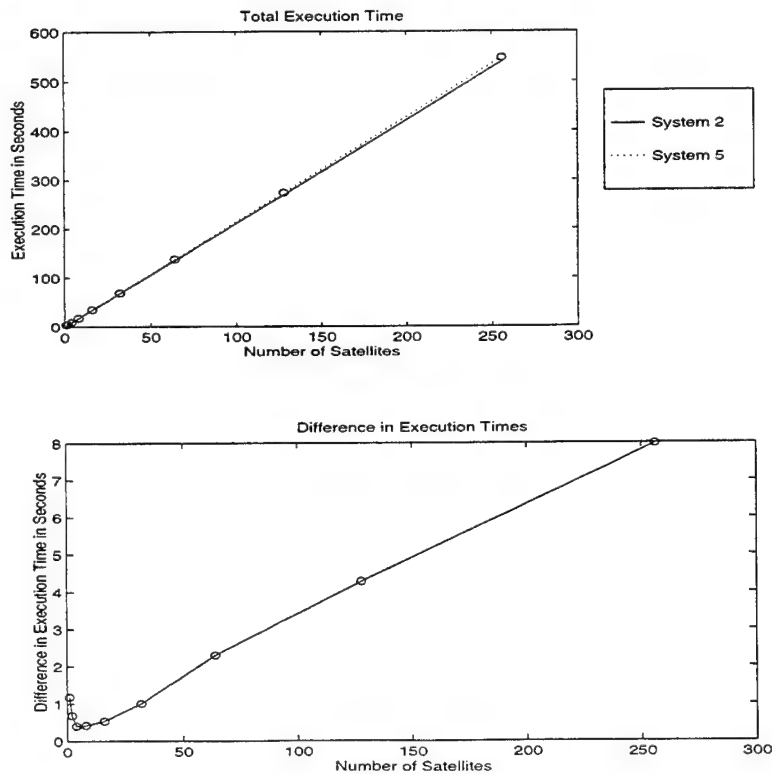 Total Execution Time
600
500
400
300
200
100
0
Execution Time in Seconds
0 50 100 150 200 250 300
Number of Satellites
System 2
System 5
Difference in Execution Times
8
7
6
5
4
3
2
1
0
Difference in Execution Time in Seconds
0 50 100 150 200 250 300
Number of Satellites